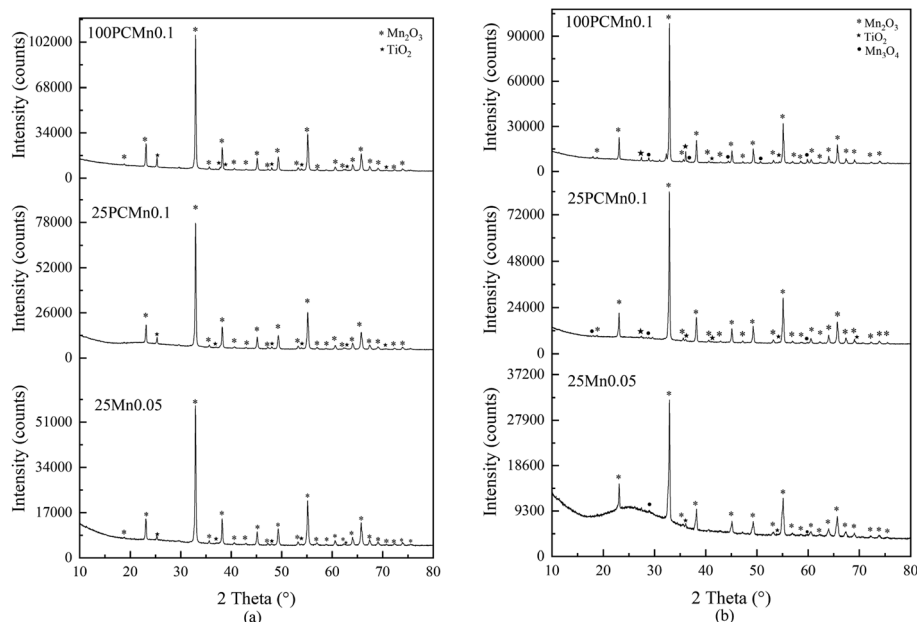 100PCMn0.1
* Mn2O3
★ TiO2
Intensity (counts)
102000
68000
34000
0
25PCMn0.1
Intensity (counts)
78000
52000
26000
0
25Mn0.05
Intensity (counts)
51000
34000
17000
0
10 20 30 40 50 60 70 80
2 Theta (°)
(a)
100PCMn0.1
* Mn2O3
★ TiO2
● Mn3O4
Intensity (counts)
90000
60000
30000
0
25PCMn0.1
Intensity (counts)
72000
48000
24000
0
25Mn0.05
Intensity (counts)
37200
27900
18600
9300
0
10 20 30 40 50 60 70 80
2 Theta (°)
(b)